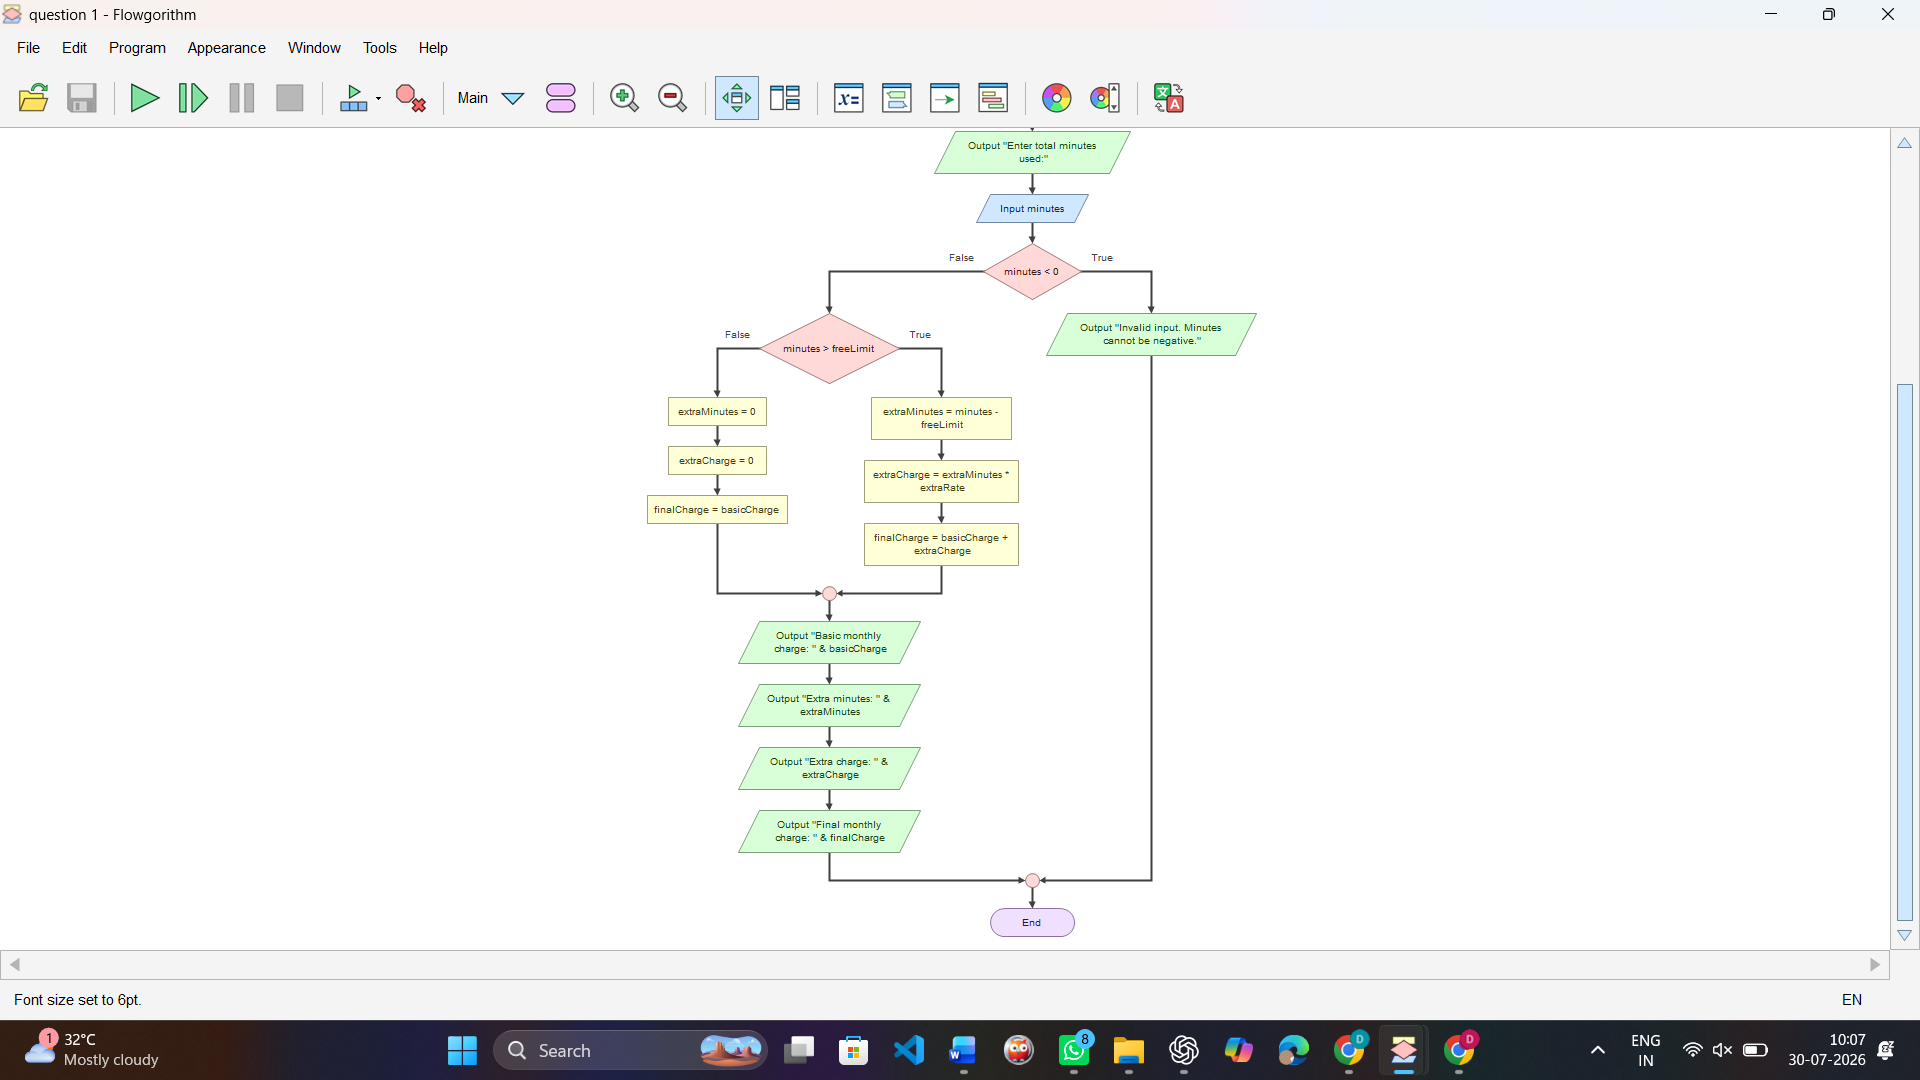 question 1 - Flowgorithm
File Edit Program Appearance Window Tools Help
Main
Output "Enter total minutes
used:"
Input minutes
False
True
minutes < 0
Output "Invalid input. Minutes
cannot be negative."
False
True
minutes > freeLimit
extraMinutes = 0
extraCharge = 0
finalCharge = basicCharge
extraMinutes = minutes -
freeLimit
extraCharge = extraMinutes *
extraRate
finalCharge = basicCharge +
extraCharge
Output "Basic monthly
charge: " & basicCharge
Output "Extra minutes: " &
extraMinutes
Output "Extra charge: " &
extraCharge
Output "Final monthly
charge: " & finalCharge
End
Font size set to 6pt.
EN
1
32°C
Mostly cloudy
Search
8
D
D
ENG
IN
10:07
30-07-2026